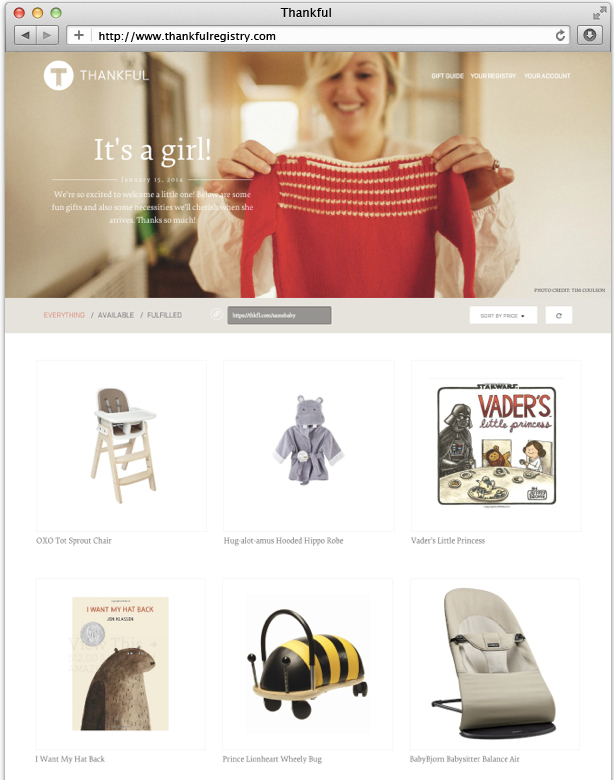 Thankful
http://www.thankfulregistry.com
THANKFUL
GIFT GUIDE YOUR REGISTRY YOUR ACCOUNT
It's a girl!
January 15, 2014
We're so excited to welcome a little one! Below are some
fun gifts and also some necessities we'll cherish when she
arrives. Thanks so much!
PHOTO CREDIT: TIM COULSON
EVERYTHING / AVAILABLE / FULFILLED
SORT BY PRICE
STAR WARS
VADER'S
little princess
OXO Tot Sprout Chair
Hug-alot-amus Hooded Hippo Robe
Vader's Little Princess
I WANT MY HAT BACK
JON KLASSEN
I Want My Hat Back
Prince Lionheart Wheely Bug
BabyBjorn Babysitter Balance Air